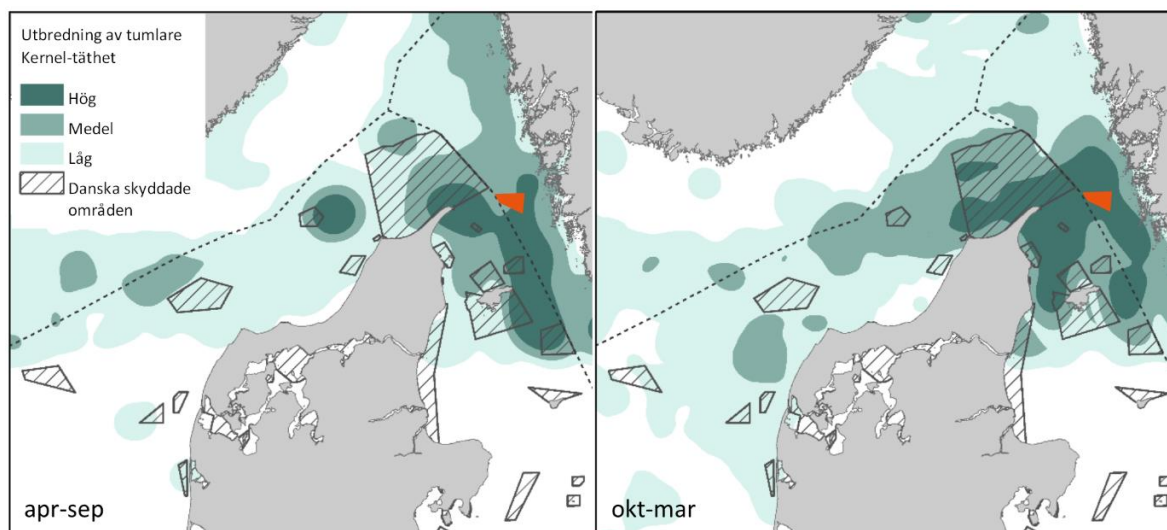 Utbredning av tumlare
Kernel-täthet
Hög
Medel
Låg
Danska skyddade
områden
apr-sep
okt-mar